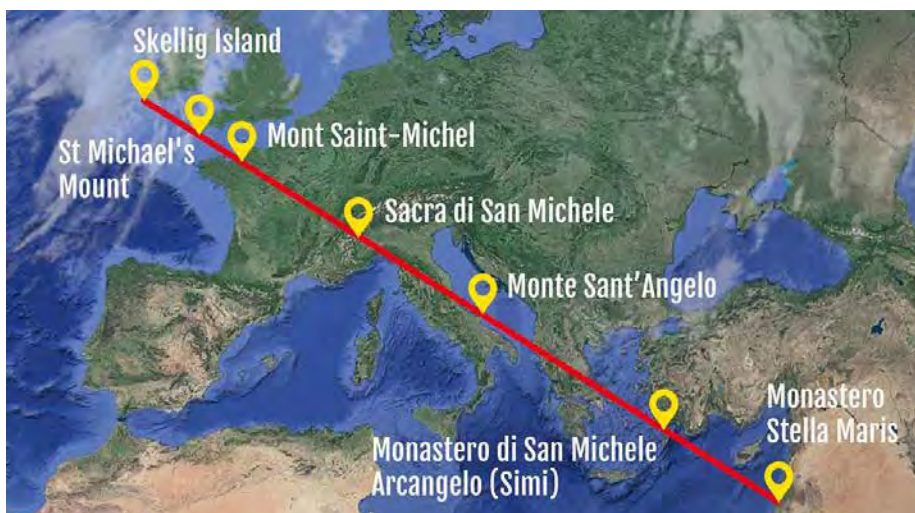 Skellig Island
St Michael's
Mount
Mont Saint-Michel
Sacra di San Michele
Monte Sant'Angelo
Monastero di San Michele
Arcangelo (Simi)
Monastero
Stella Maris